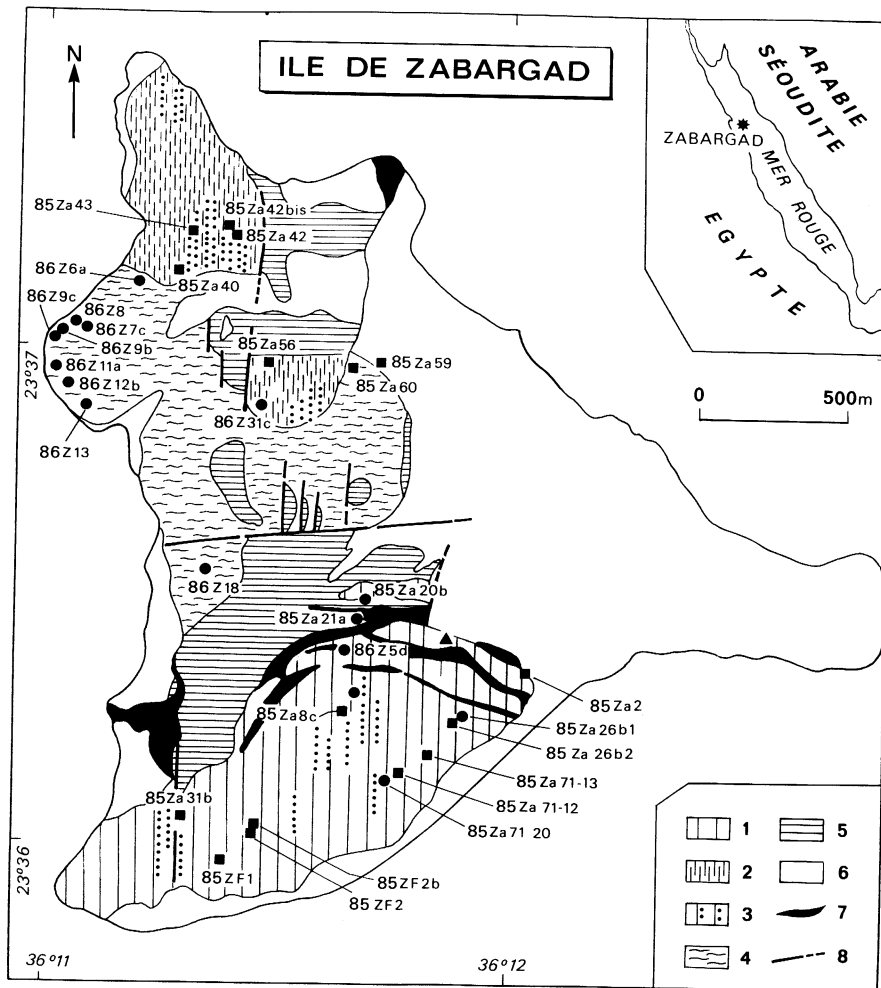 ILE DE ZABARGAD
N
ARABIE
SÉOUDITE
ZABARGAD
MER ROUGE
EGYPTE
0 500m
85Za43
85Za42bis
85Za42
86Z6a
85Za40
86Z9c
86Z8
86Z7c
86Z9b
85Za56
85Za59
86Z11a
85Za60
86Z12b
86Z31c
86Z13
23°37
86Z18
85Za20b
85Za21a
86Z5d
85Za2
85Za8c
85Za26b1
85Za26b2
85Za71-13
85Za31b
85Za71-12
85Za71 20
85ZF2b
85ZF1
85ZF2
23°36
36°11
36°12
1 5
2 6
3 7
4 8